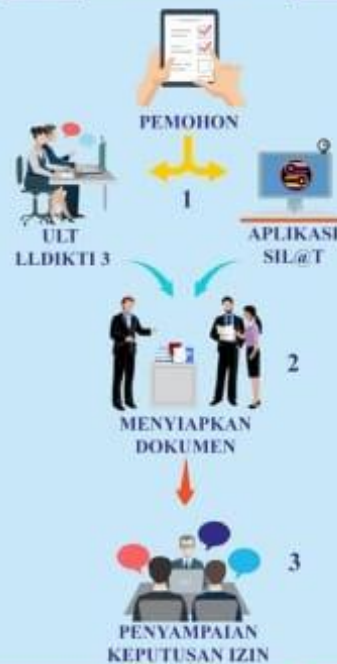 PEMOHON
1
ULT
LLDIKTI 3
APLIKASI
SIL@T
2
MENYIAPKAN
DOKUMEN
3
PENYAMPAIAN
KEPUTUSAN IZIN